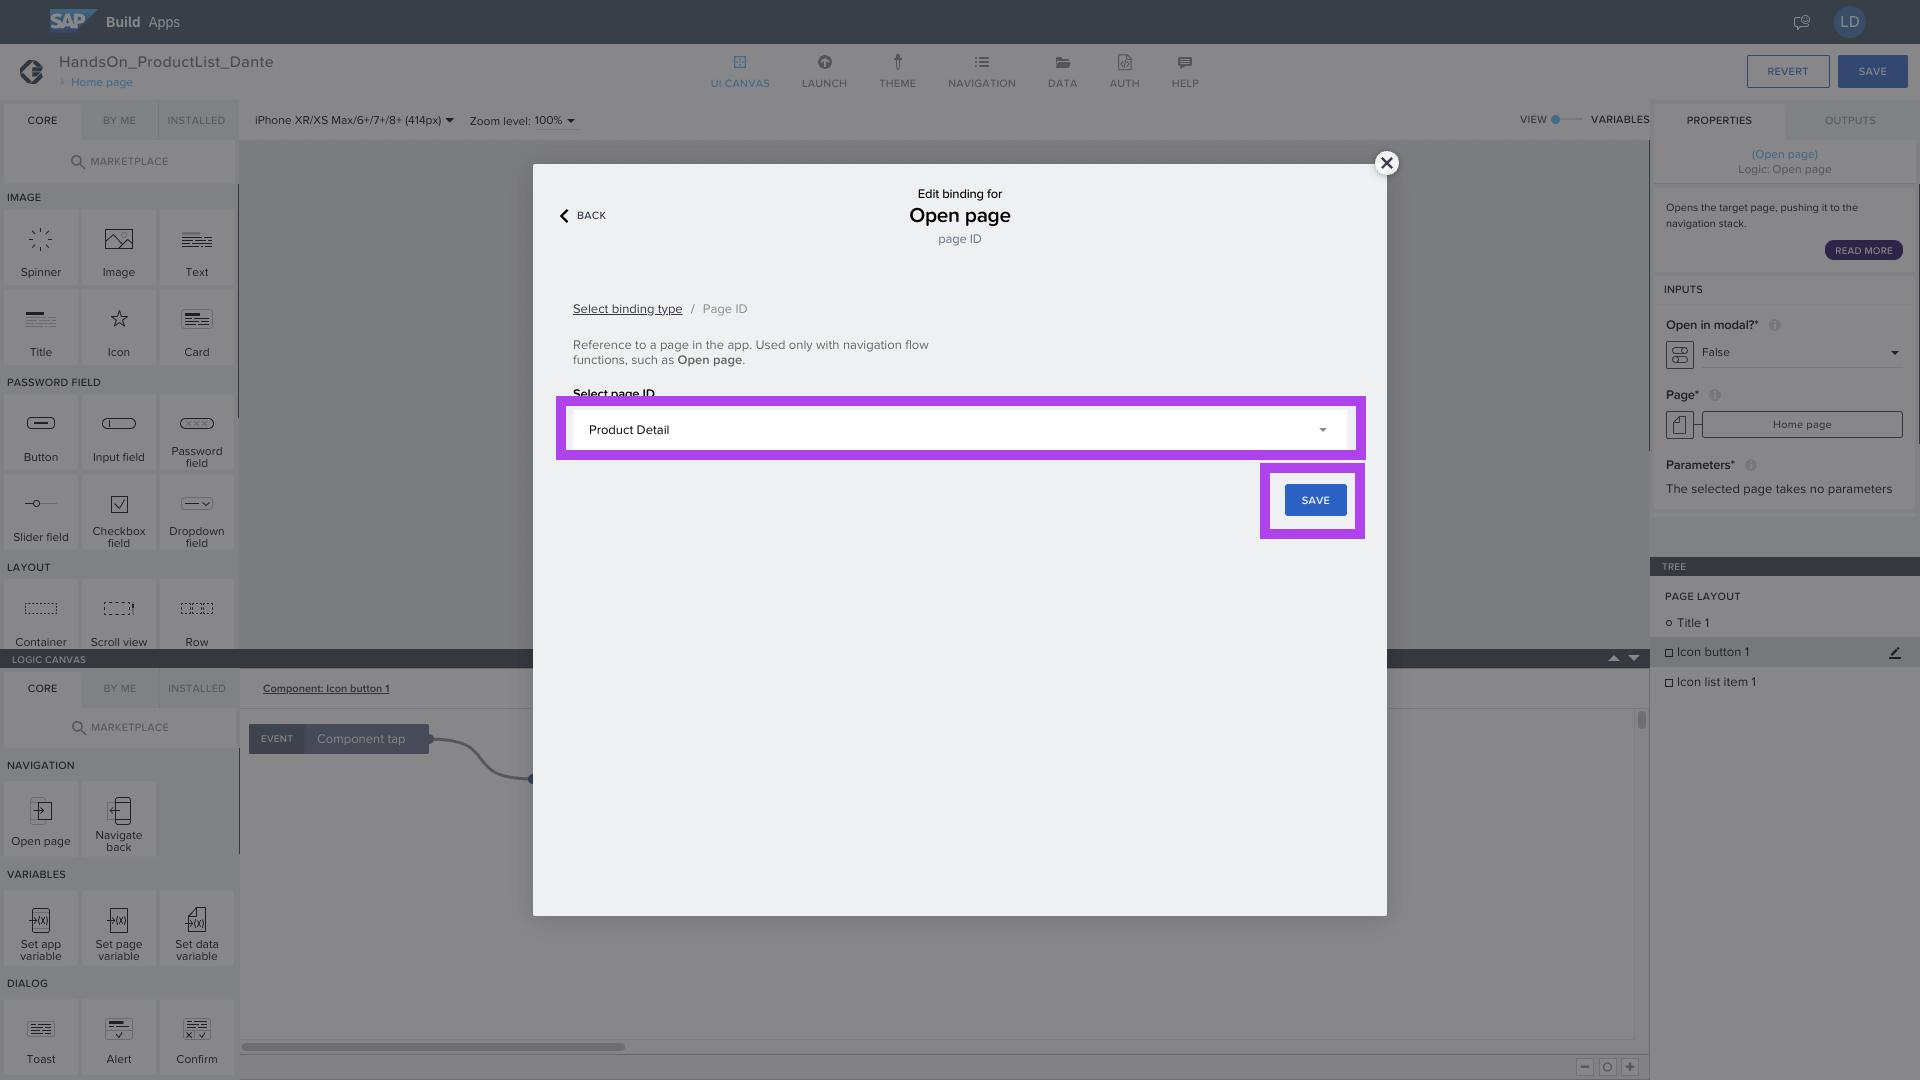 SAP Build Apps
LD
HandsOn_ProductList_Dante
Home page
UI CANVAS
LAUNCH
THEME
NAVIGATION
DATA
AUTH
HELP
REVERT
SAVE
CORE
BY ME
INSTALLED
iPhone XR/XS Max/6+/7+/8+ (414px)
Zoom level: 100%
VIEW
VARIABLES
PROPERTIES
OUTPUTS
MARKETPLACE
IMAGE
Spinner
Image
Text
Title
Icon
Card
PASSWORD FIELD
Button
Input field
Password
field
Slider field
Checkbox
field
Dropdown
field
LAYOUT
Container
Scroll view
Row
Edit binding for
BACK
Open page
page ID
Select binding type / Page ID
Reference to a page in the app. Used only with navigation flow
functions, such as Open page.
Select page ID
Product Detail
SAVE
(Open page)
Logic: Open page
Opens the target page, pushing it to the
navigation stack.
READ MORE
INPUTS
Open in modal?*
False
Page*
Home page
Parameters*
The selected page takes no parameters
TREE
PAGE LAYOUT
Title 1
Icon button 1
Icon list item 1
LOGIC CANVAS
CORE
BY ME
INSTALLED
Component: Icon button 1
MARKETPLACE
EVENT
Component tap
NAVIGATION
Open page
Navigate
back
VARIABLES
Set app
variable
Set page
variable
Set data
variable
DIALOG
Toast
Alert
Confirm